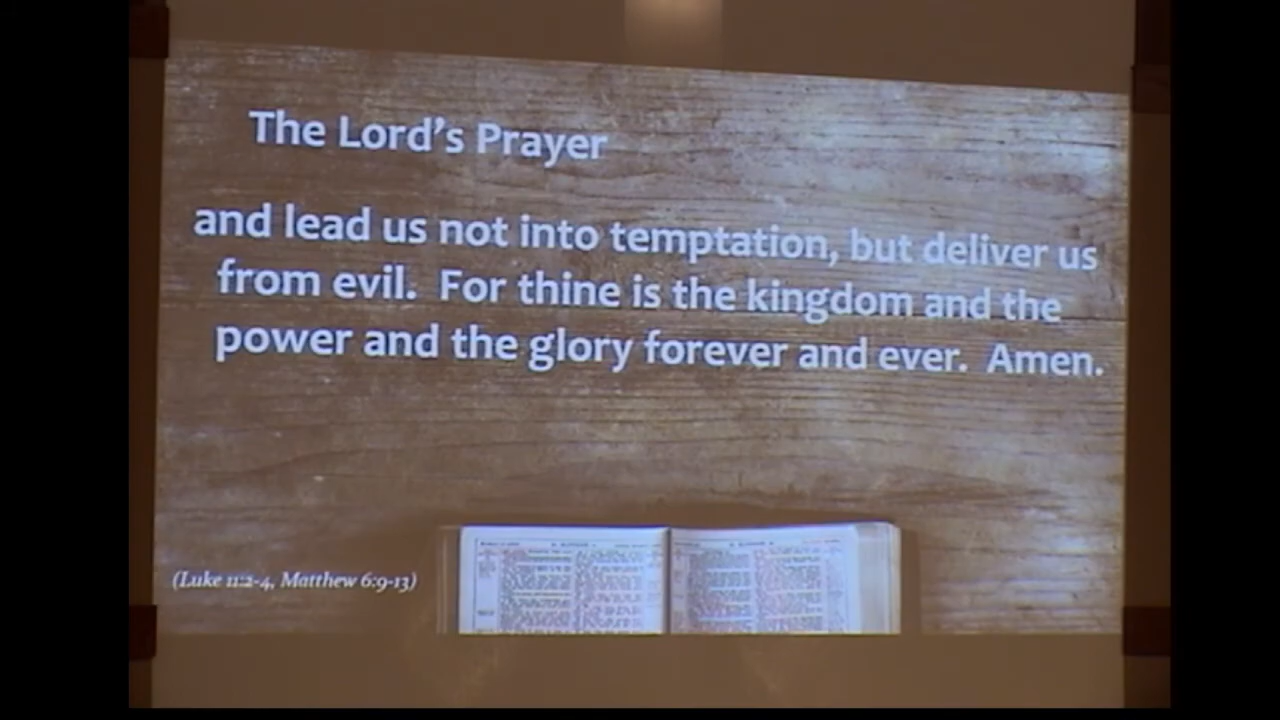 The Lord’s Prayer
and lead us not into temptation, but deliver us
from evil.  For thine is the kingdom and the
power and the glory forever and ever.  Amen.
(Luke 11:2-4, Matthew 6:9-13)